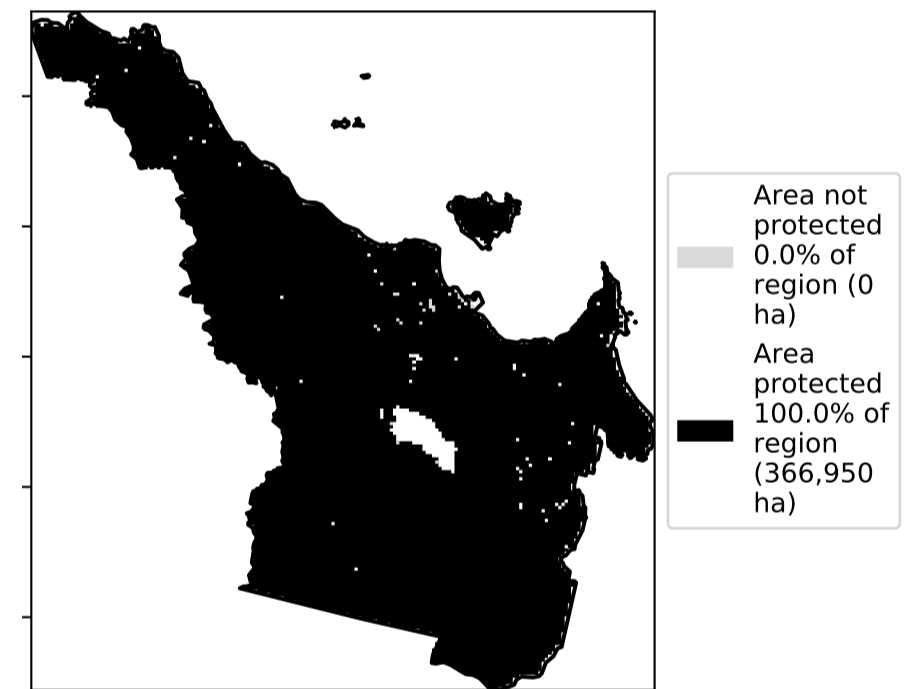 Area not
protected
0.0% of
region (0
ha)
Area
protected
100.0% of
region
(366,950
ha)